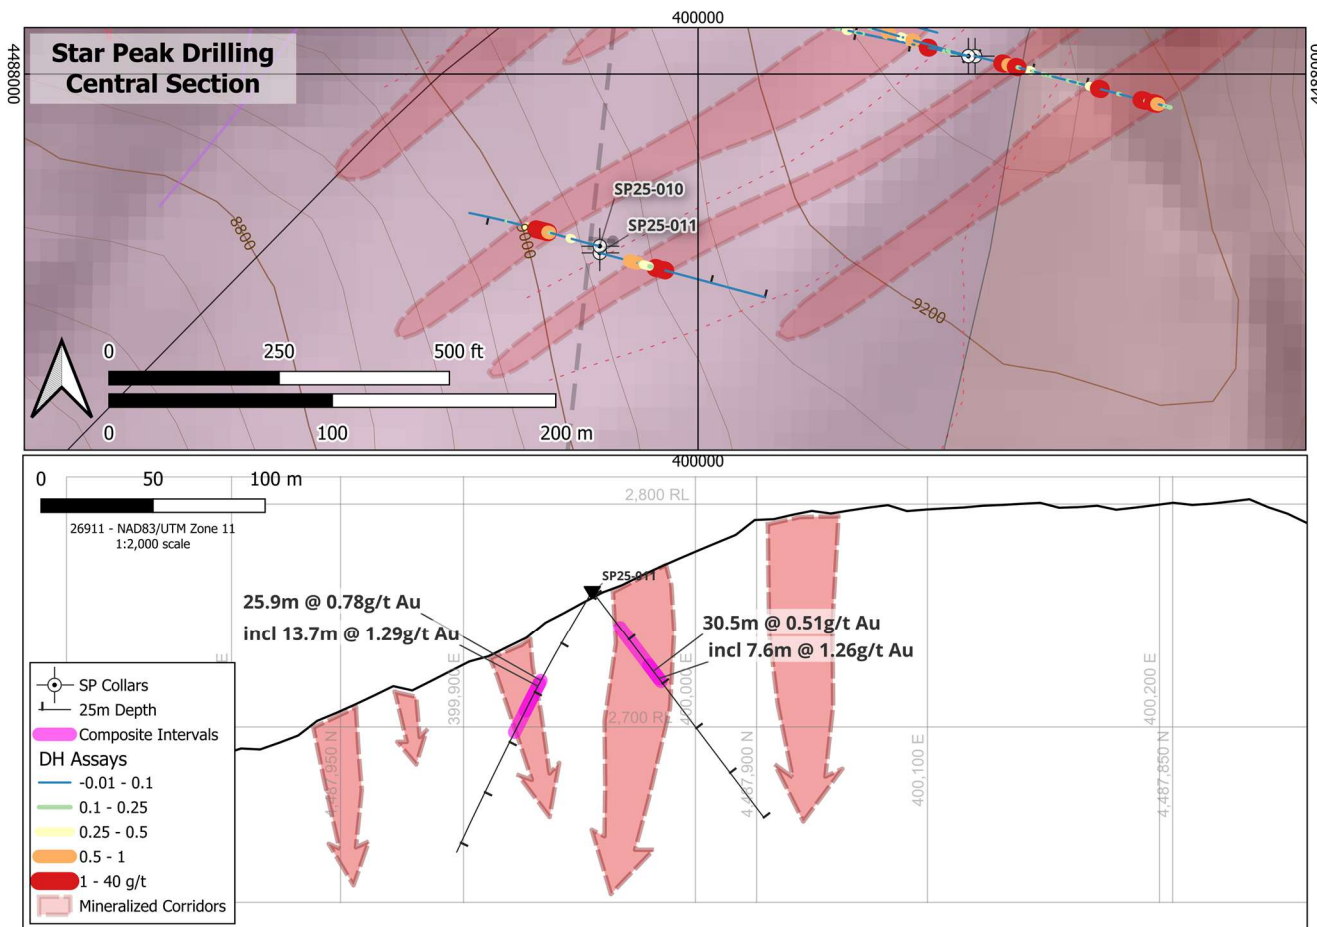 400000
Star Peak Drilling
Central Section
4488000
4488000
SP25-010
SP25-011
8800
9000
9200
0 250 500 ft
0 100 200 m
400000
0 50 100 m
26911 - NAD83/UTM Zone 11
1:2,000 scale
2,800 RL
SP25-011
25.9m @ 0.78g/t Au
incl 13.7m @ 1.29g/t Au
30.5m @ 0.51g/t Au
incl 7.6m @ 1.26g/t Au
2,700 RL
E
399,900 E
400,000 E
400,200 E
4,487,950 N
4,487,900 N
400,100 E
4,487,850 N
SP Collars
25m Depth
Composite Intervals
DH Assays
-0.01 - 0.1
0.1 - 0.25
0.25 - 0.5
0.5 - 1
1 - 40 g/t
Mineralized Corridors